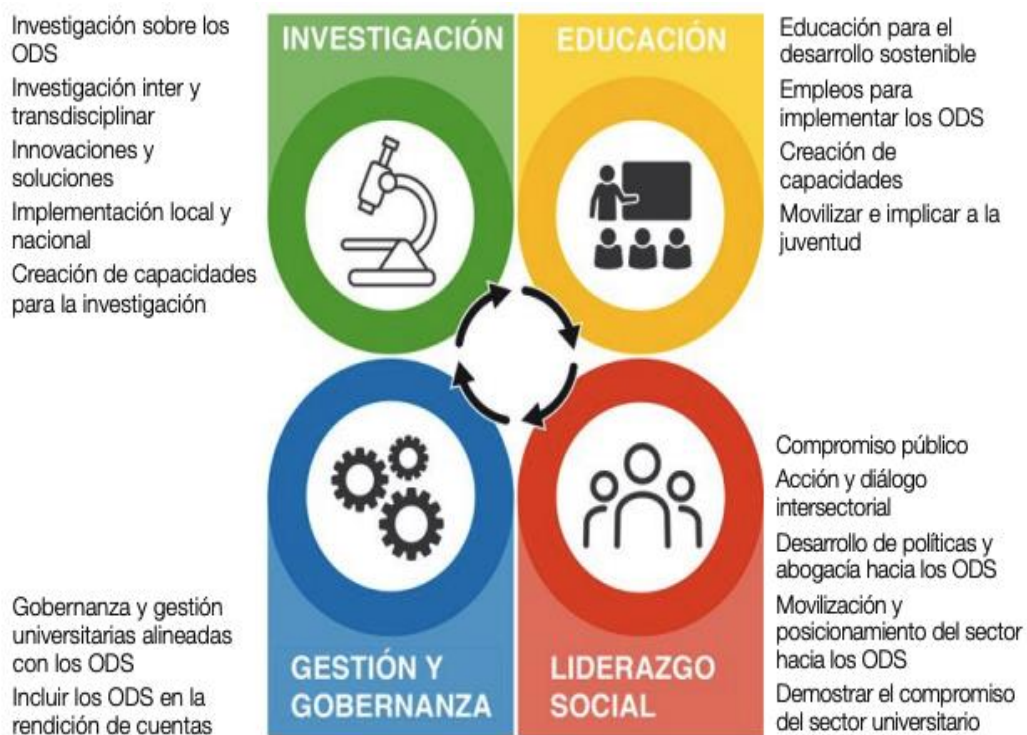 INVESTIGACIÓN
Investigación sobre los
ODS
Investigación inter y
transdisciplinar
Innovaciones y
soluciones
Implementación local y
nacional
Creación de capacidades
para la investigación
EDUCACIÓN
Educación para el
desarrollo sostenible
Empleos para
implementar los ODS
Creación de
capacidades
Movilizar e implicar a la
juventud
Gobernanza y gestión
universitarias alineadas
con los ODS
Incluir los ODS en la
rendición de cuentas
GESTIÓN Y
GOBERNANZA
LIDERAZGO
SOCIAL
Compromiso público
Acción y diálogo
intersectorial
Desarrollo de políticas y
abogacía hacia los ODS
Movilización y
posicionamiento del sector
hacia los ODS
Demostrar el compromiso
del sector universitario